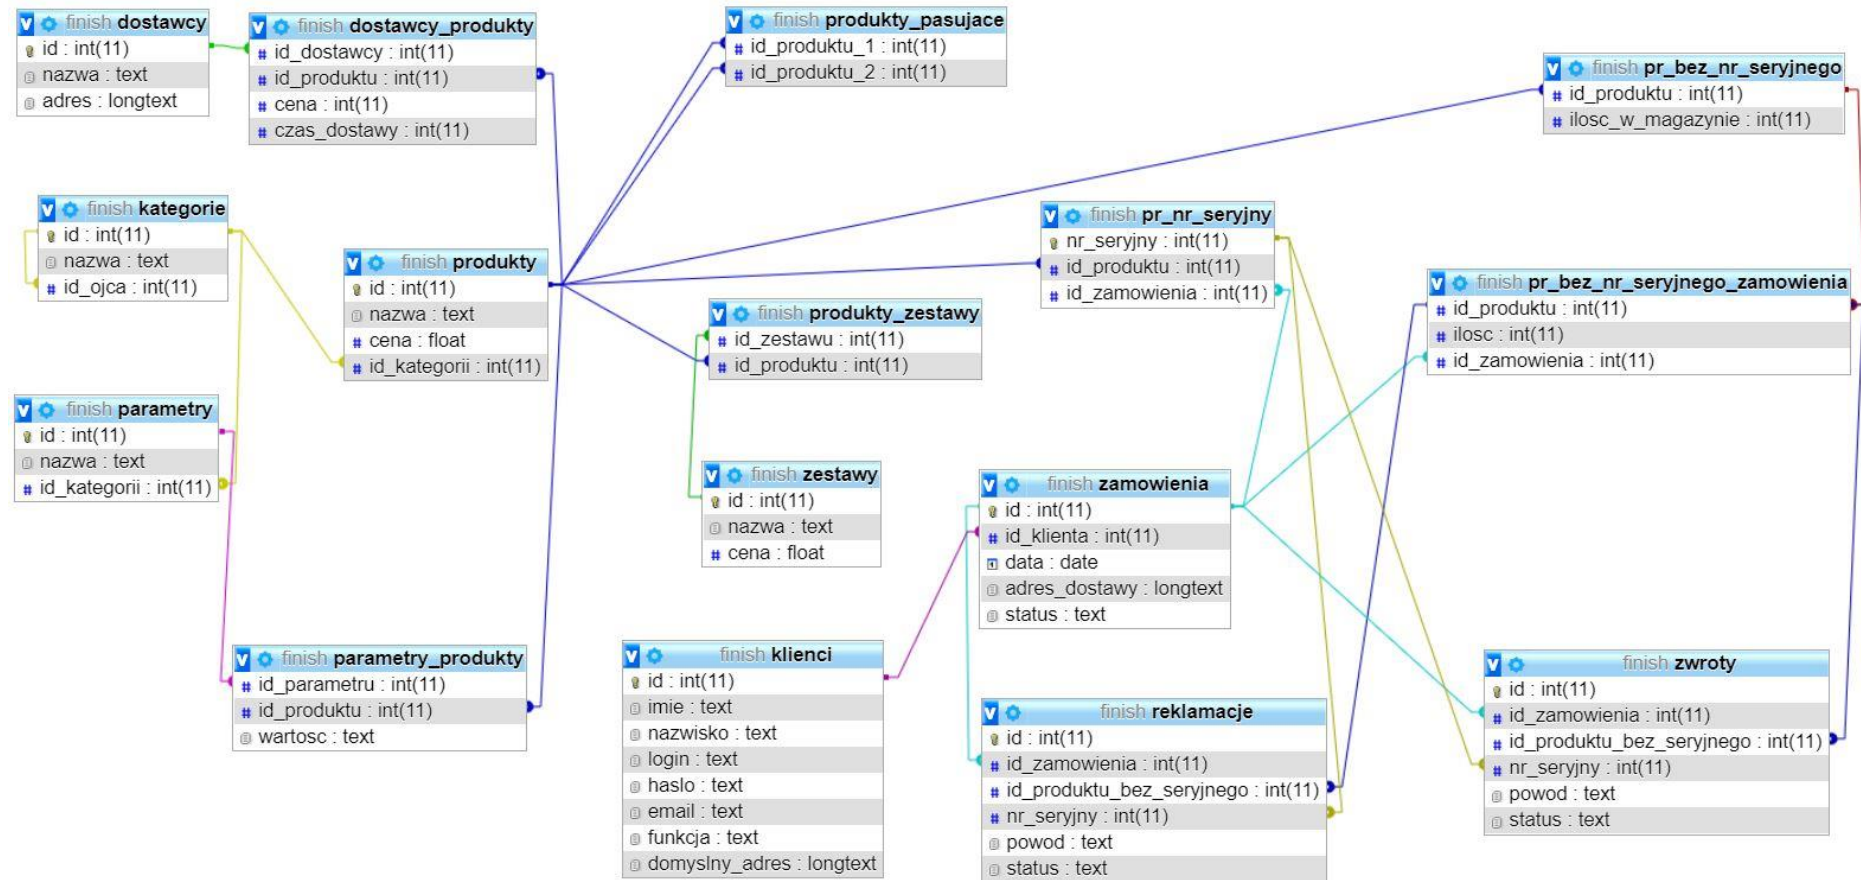 finish dostawcy
id : int(11)
nazwa : text
adres : longtext
finish dostawcy_produkty
id_dostawcy : int(11)
id_produktu : int(11)
cena : int(11)
czas_dostawy : int(11)
finish produkty_pasujace
id_produktu_1 : int(11)
id_produktu_2 : int(11)
finish pr_bez_nr_seryjnego
id_produktu : int(11)
ilosc_w_magazynie : int(11)
finish kategorie
id : int(11)
nazwa : text
id_ojca : int(11)
finish produkty
id : int(11)
nazwa : text
cena : float
id_kategorii : int(11)
finish pr_nr_seryjny
nr_seryjny : int(11)
id_produktu : int(11)
id_zamowienia : int(11)
finish pr_bez_nr_seryjnego_zamowienia
id_produktu : int(11)
ilosc : int(11)
id_zamowienia : int(11)
finish produkty_zestawy
id_zestawu : int(11)
id_produktu : int(11)
finish parametry
id : int(11)
nazwa : text
id_kategorii : int(11)
finish zestawy
id : int(11)
nazwa : text
cena : float
finish zamowienia
id : int(11)
id_klienta : int(11)
data : date
adres_dostawy : longtext
status : text
finish parametry_produkty
id_parametru : int(11)
id_produktu : int(11)
wartosc : text
finish klienci
id : int(11)
imie : text
nazwisko : text
login : text
haslo : text
email : text
funkcja : text
domyslny_adres : longtext
finish reklamacje
id : int(11)
id_zamowienia : int(11)
id_produktu_bez_seryjnego : int(11)
nr_seryjny : int(11)
powod : text
status : text
finish zwroty
id : int(11)
id_zamowienia : int(11)
id_produktu_bez_seryjnego : int(11)
nr_seryjny : int(11)
powod : text
status : text